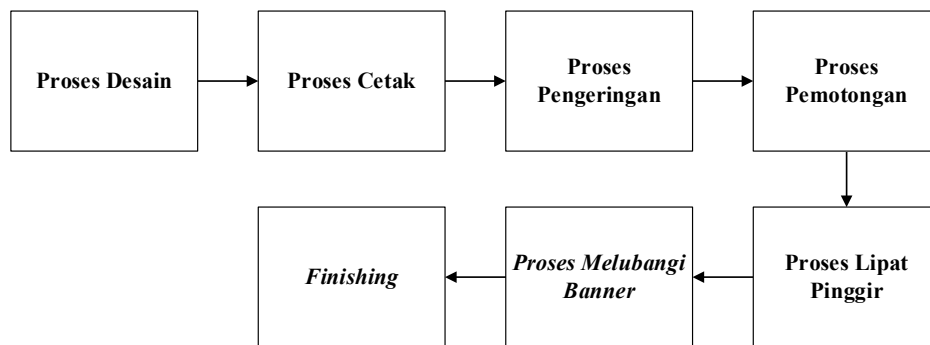 Proses Desain
Proses Cetak
Proses
Pengeringan
Proses
Pemotongan
Proses Lipat
Pinggir
Proses Melubangi
Banner
Finishing